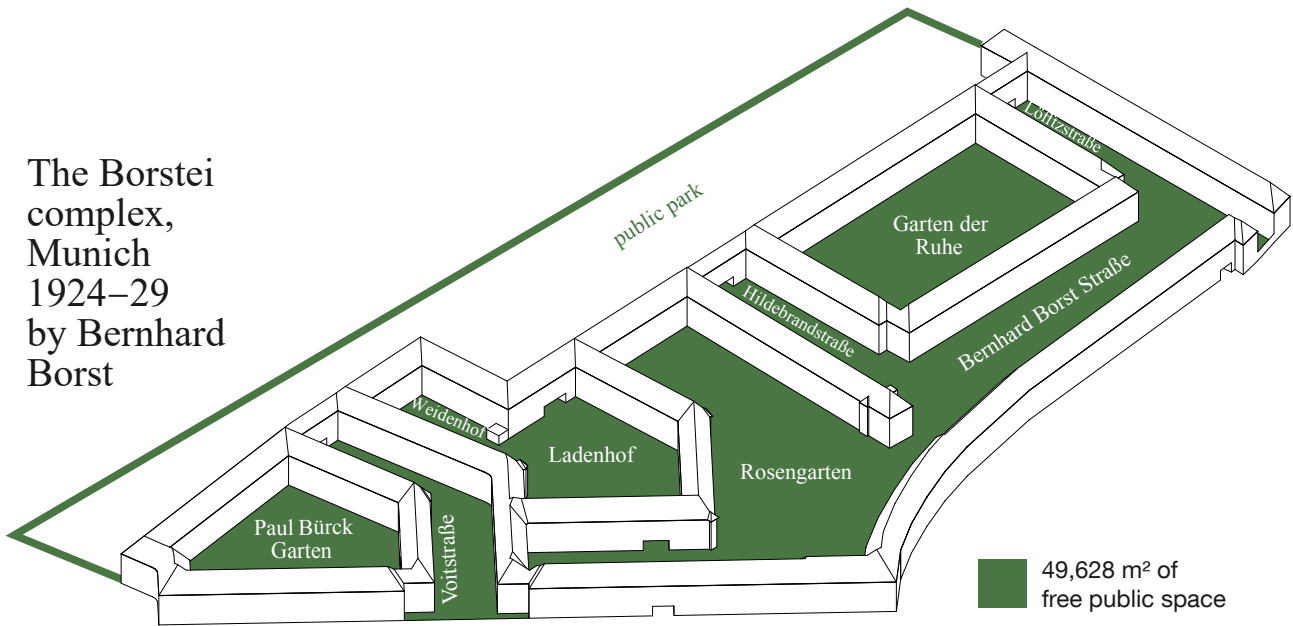 The Borstei
complex,
Munich
1924–29
by Bernhard
Borst
public park
Löfftzstraße
Garten der
Ruhe
Bernhard Borst Straße
Hildebrandstraße
Weidenhof
Ladenhof
Rosengarten
Paul Bürck
Garten
Voitstraße
49,628 m² of
free public space